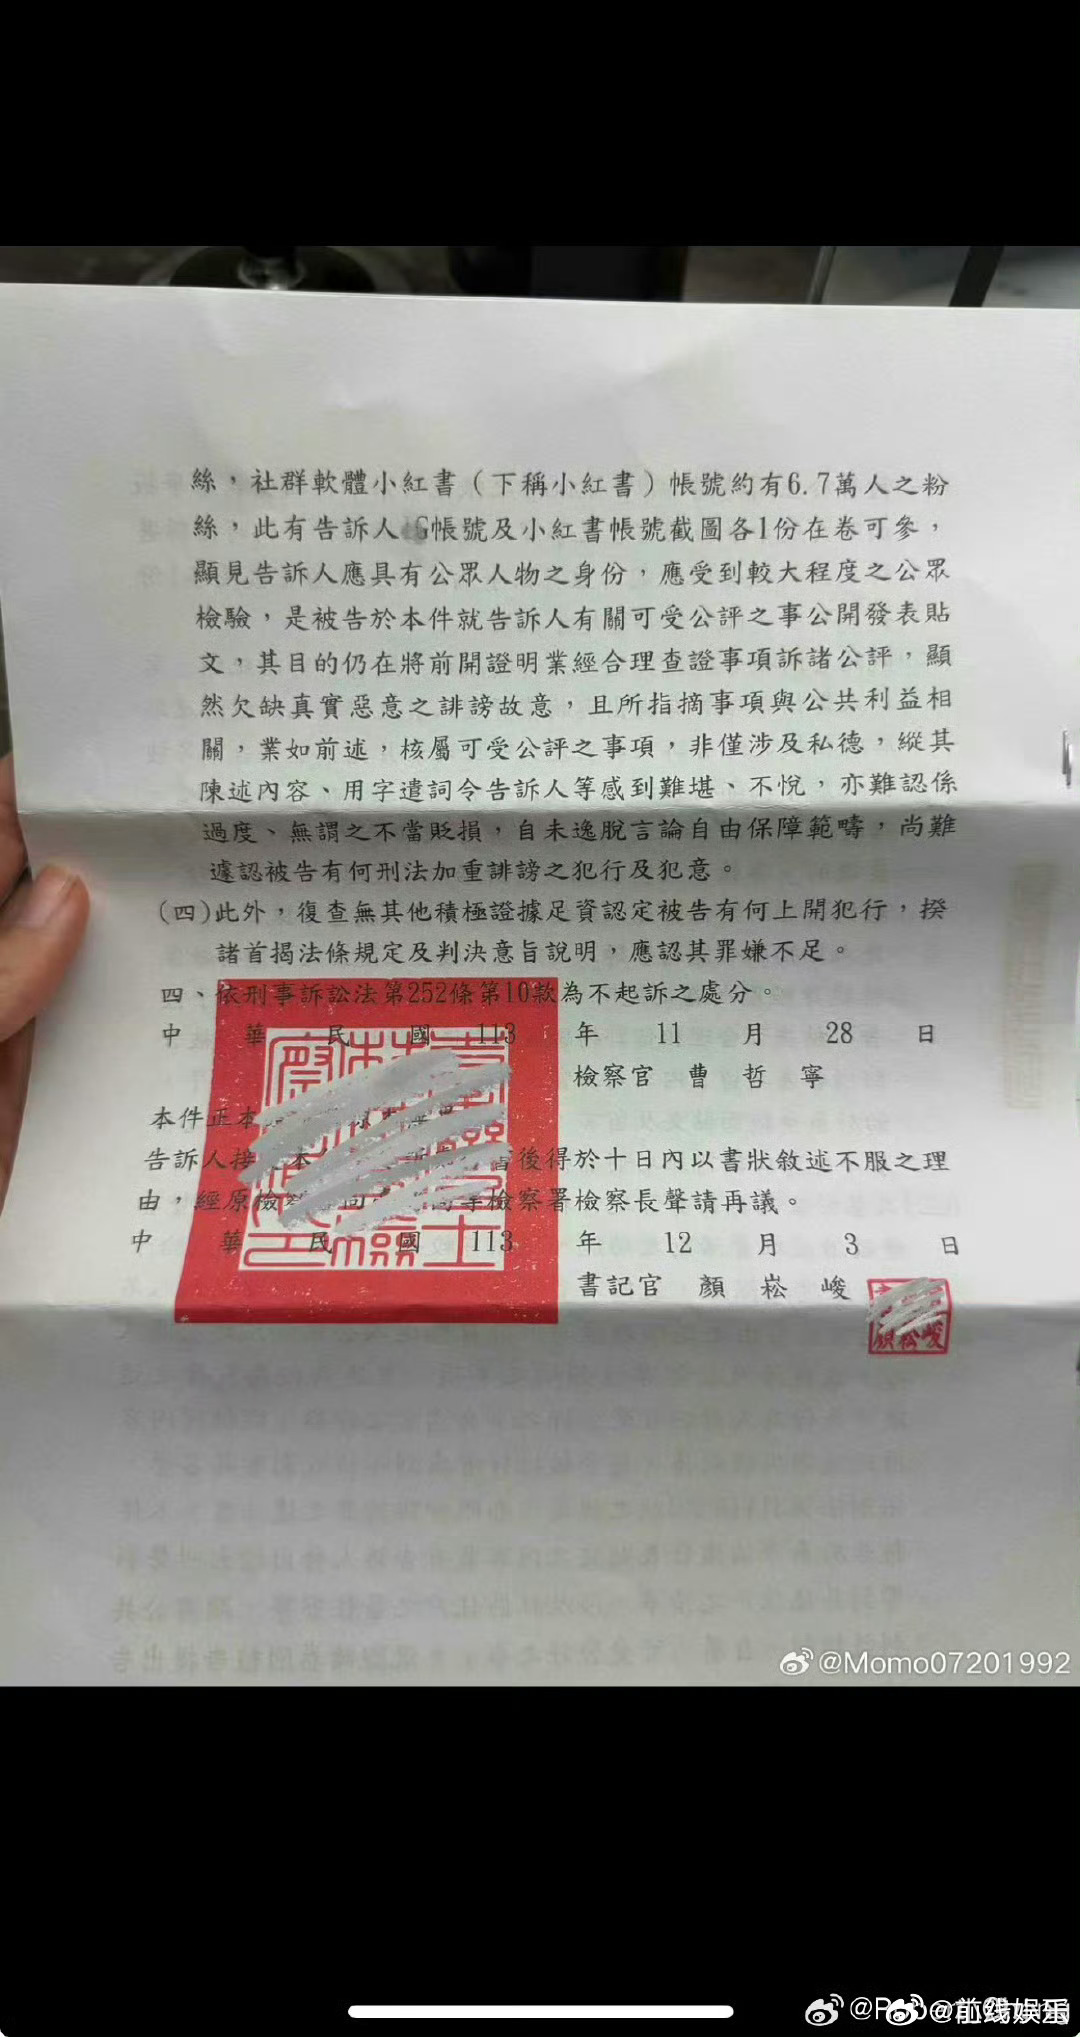 絲，社群軟體小紅書（下稱小紅書）帳號約有6.7萬人之粉
絲，此有告訴人G帳號及小紅書帳號截圖各1份在卷可參，
顯見告訴人應具有公眾人物之身份，應受到較大程度之公眾
檢驗，是被告於本件就告訴人有關可受公評之事公開發表貼
文，其目的仍在將前開證明業經合理查證事項訴諸公評，顯
然欠缺真實惡意之誹謗故意，且所指摘事項與公共利益相
關，業如前述，核屬可受公評之事項，非僅涉及私德，縱其
陳述內容、用字遣詞令告訴人等感到難堪、不悅，亦難認係
過度、無謂之不當貶損，自未逸脫言論自由保障範疇，尚難
遽認被告有何刑法加重誹謗之犯行及犯意。
(四)此外，復查無其他積極證據足資認定被告有何上開犯行，揆
諸首揭法條規定及判決意旨說明，應認其罪嫌不足。
四、依刑事訴訟法第252條第10款為不起訴之處分。
中 華 民 國 113 年 11 月 28 日
檢察官 曹 哲 寧
本件正本
告訴人接 本 後得於十日內以書狀敘述不服之理
由，經原檢 向 高等檢察署檢察長聲請再議。
中 華 民 國 113 年 12 月 3 日
書記官 顏 崧 峻
@Momo07201992
@前线娱乐